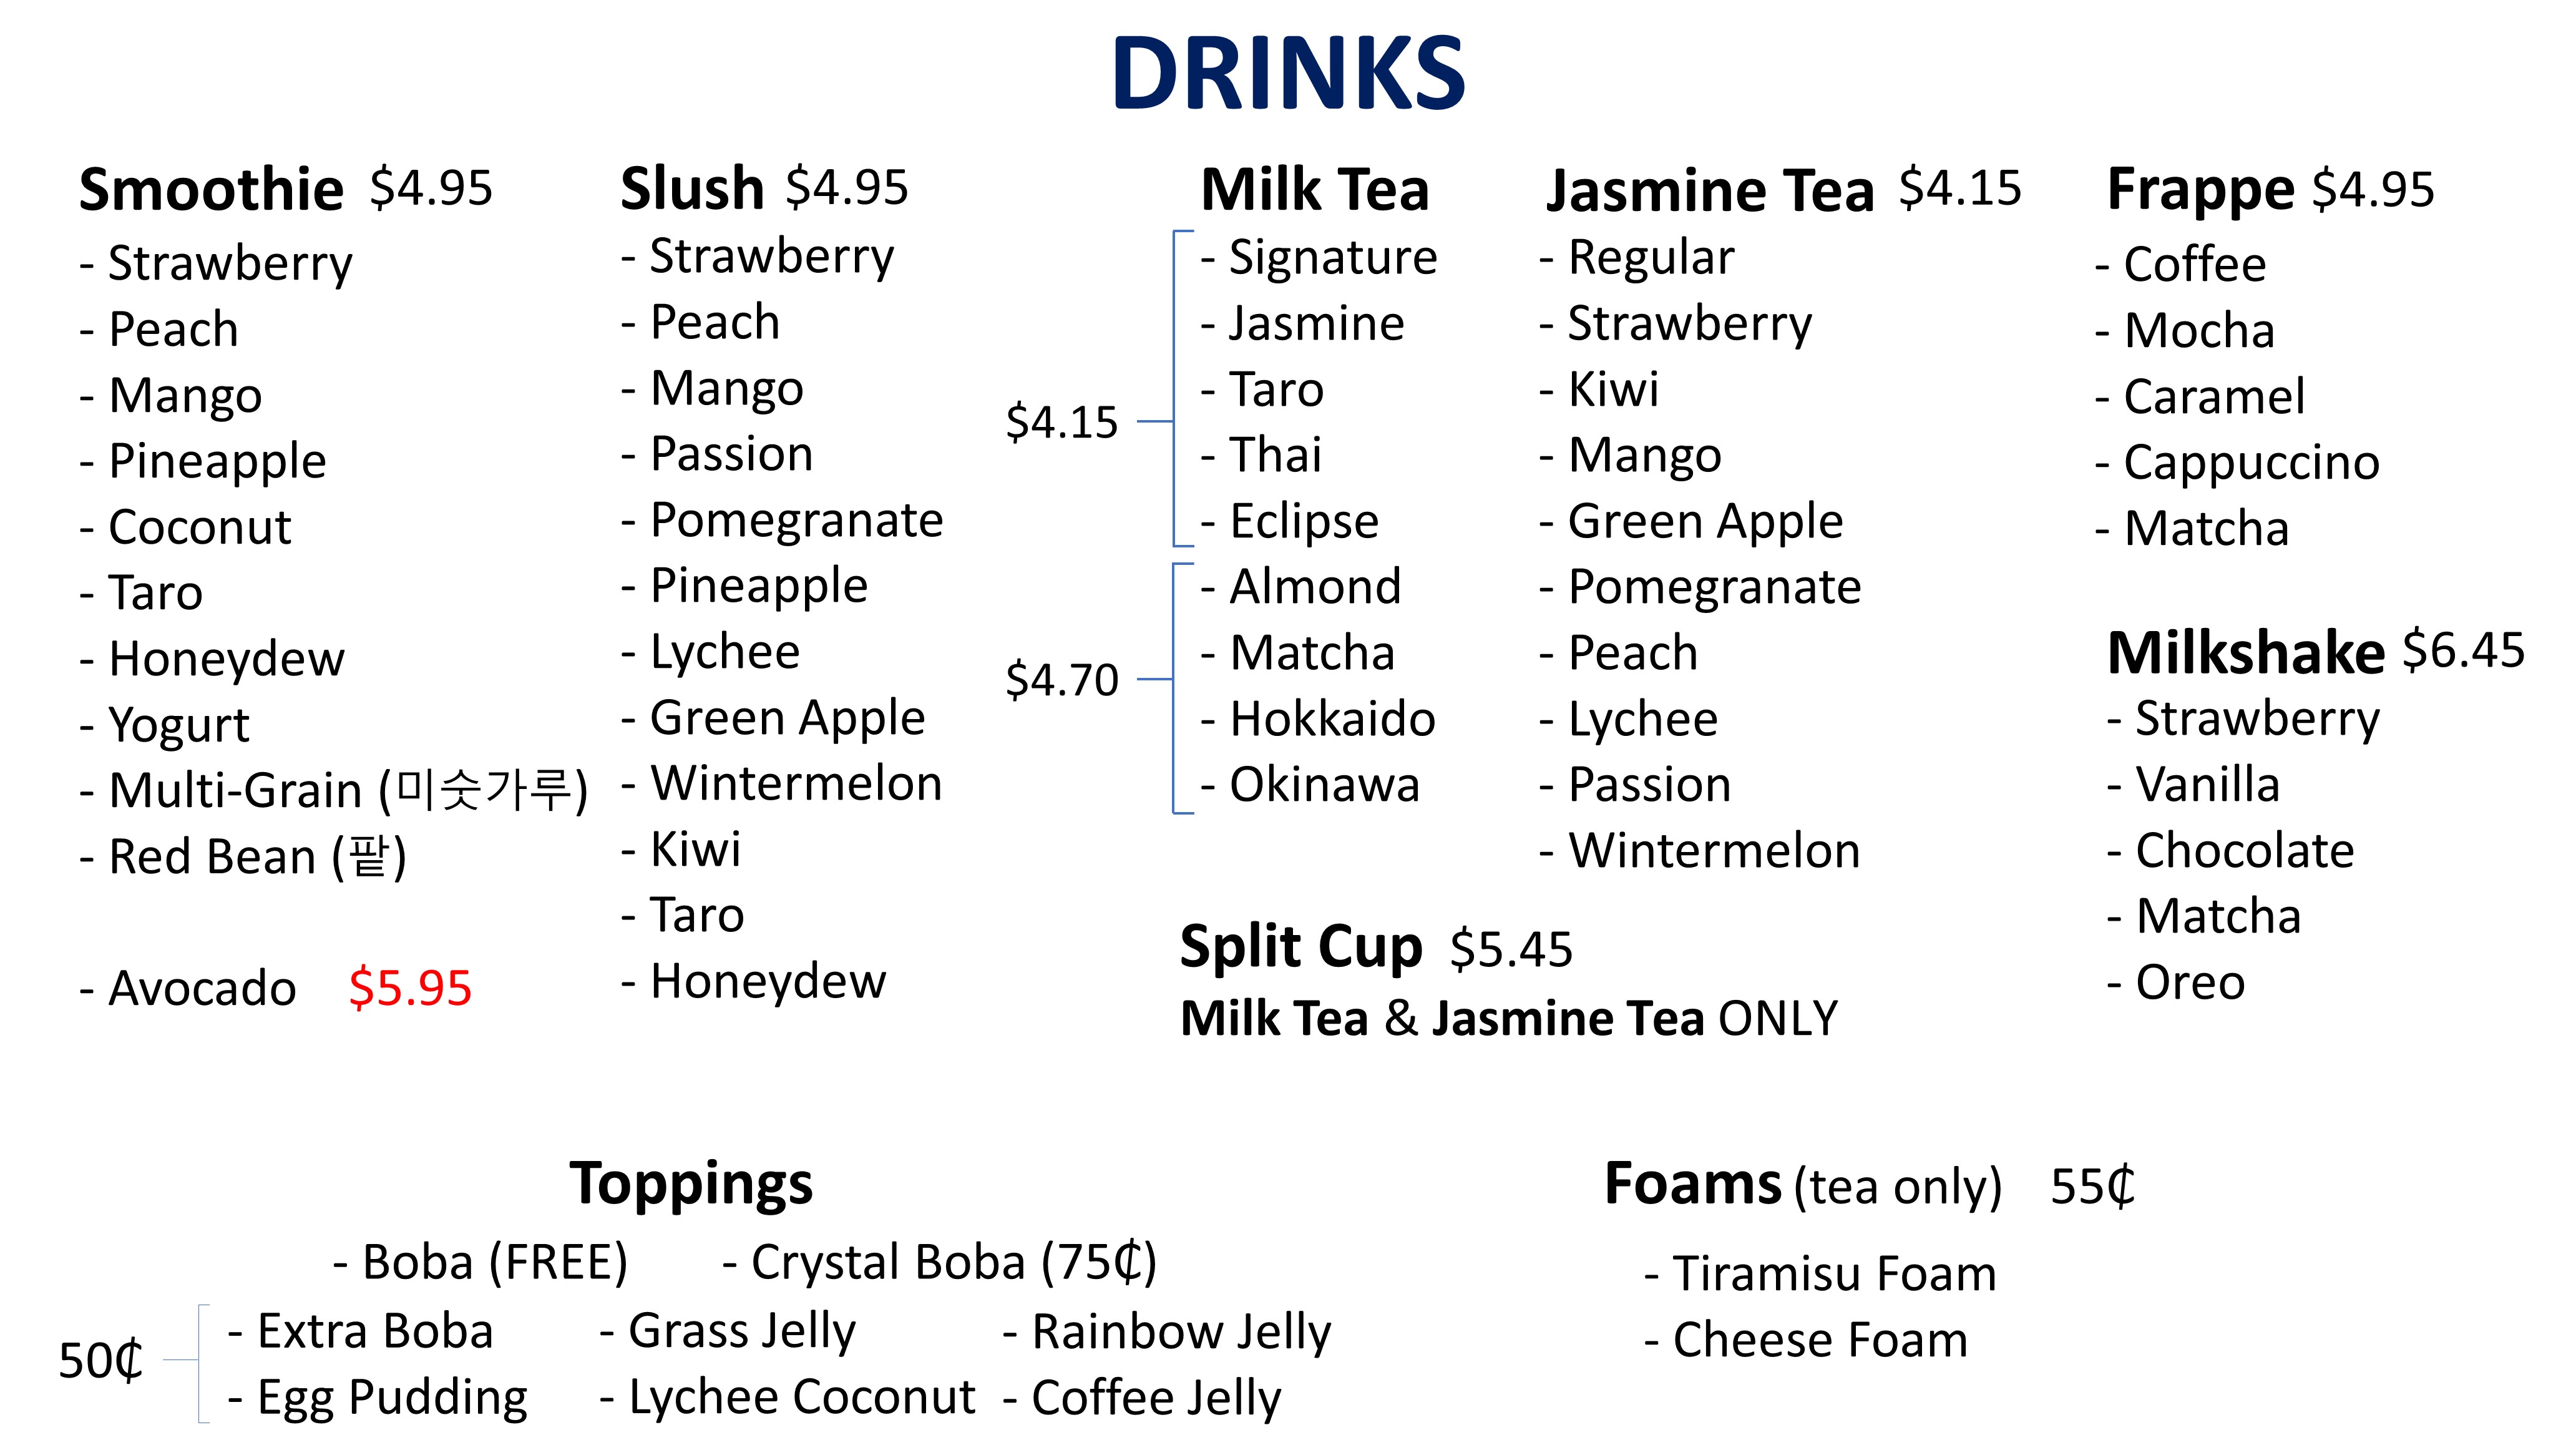 DRINKS
Smoothie $4.95
- Strawberry
- Peach
- Mango
- Pineapple
- Coconut
- Taro
- Honeydew
- Yogurt
- Multi-Grain (미숫가루)
- Red Bean (팥)
- Avocado $5.95
Slush $4.95
- Strawberry
- Peach
- Mango
- Passion
- Pomegranate
- Pineapple
- Lychee
- Green Apple
- Wintermelon
- Kiwi
- Taro
- Honeydew
Milk Tea
$4.15
- Signature
- Jasmine
- Taro
- Thai
- Eclipse
$4.70
- Almond
- Matcha
- Hokkaido
- Okinawa
Jasmine Tea $4.15
- Regular
- Strawberry
- Kiwi
- Mango
- Green Apple
- Pomegranate
- Peach
- Lychee
- Passion
- Wintermelon
Split Cup $5.45
Milk Tea & Jasmine Tea ONLY
Frappe $4.95
- Coffee
- Mocha
- Caramel
- Cappuccino
- Matcha
Milkshake $6.45
- Strawberry
- Vanilla
- Chocolate
- Matcha
- Oreo
Toppings
- Boba (FREE) - Crystal Boba (75₵)
50₵
- Extra Boba - Grass Jelly - Rainbow Jelly
- Egg Pudding - Lychee Coconut - Coffee Jelly
Foams (tea only) 55₵
- Tiramisu Foam
- Cheese Foam